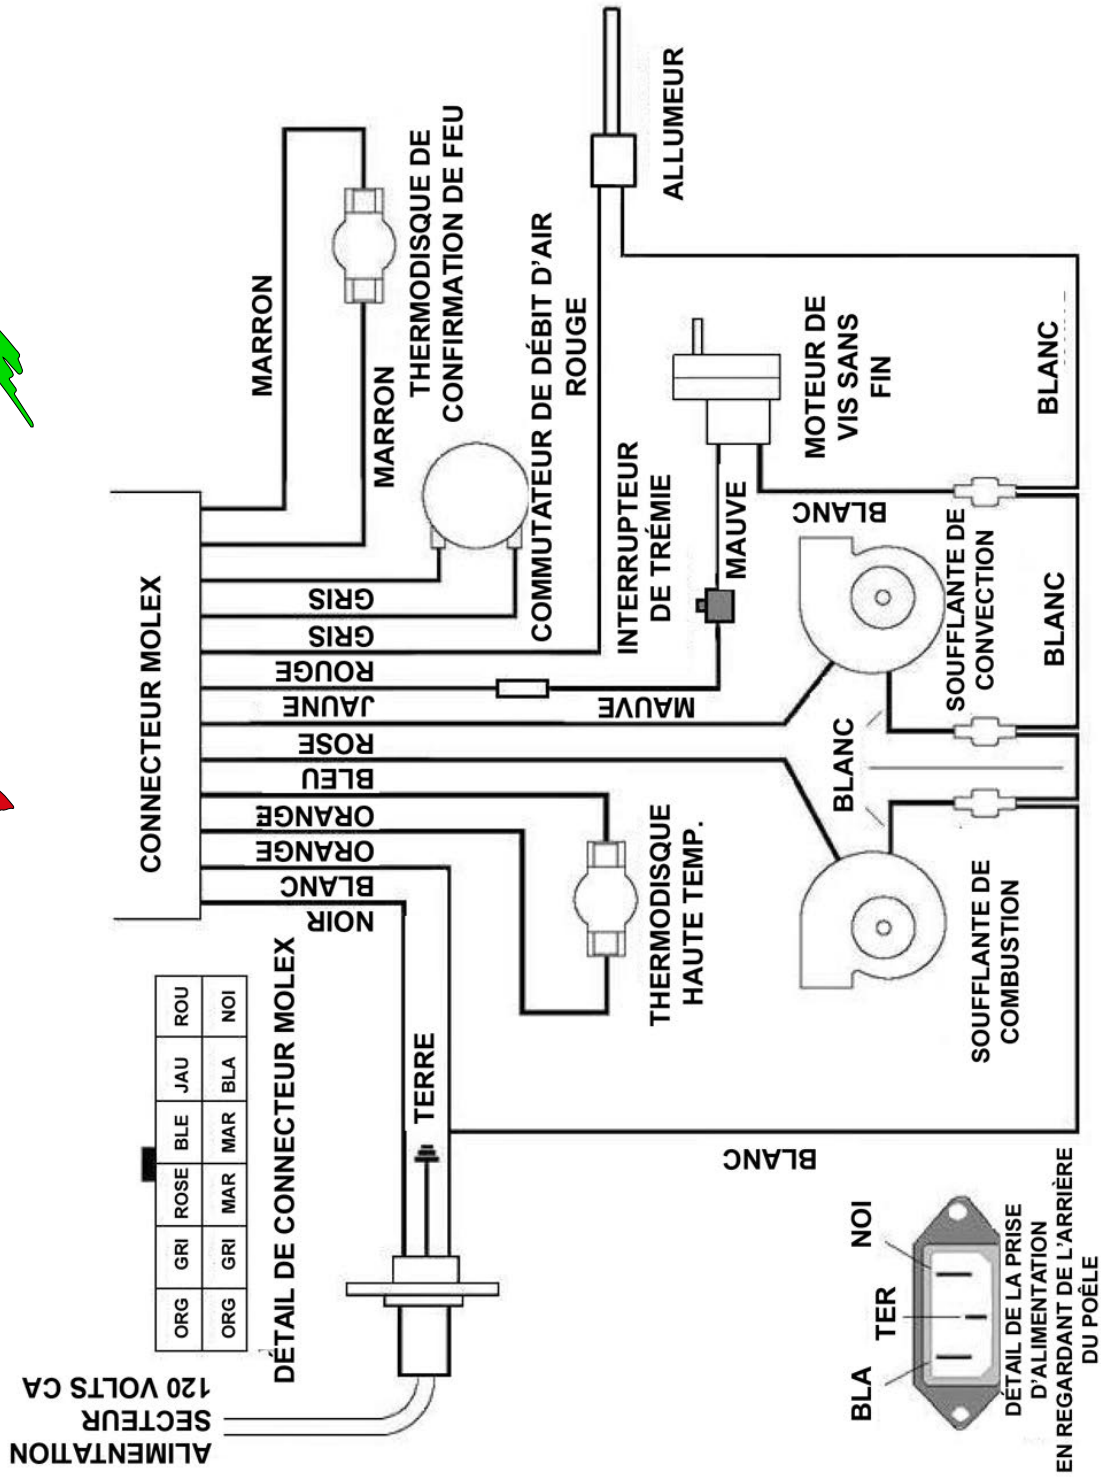 ALIMENTATION
SECTEUR
120 VOLTS CA
ORG
GRI
ROSE
BLE
JAU
ROU
ORG
GRI
MAR
MAR
BLA
NOI
DÉTAIL DE CONNECTEUR MOLEX
CONNECTEUR MOLEX
MARRON
MARRON
THERMODISQUE DE
CONFIRMATION DE FEU
GRIS
GRIS
COMMUTATEUR DE DÉBIT D'AIR
ROUGE
ROUGE
JAUNE
ROSE
BLEU
ORANGE
ORANGE
BLANC
NOIR
MAUVE
INTERRUPTEUR
DE TRÉMIE
MAUVE
ALLUMEUR
MOTEUR DE
VIS SANS
FIN
BLANC
BLANC
SOUFFLANTE DE
CONVECTION
BLANC
BLANC
THERMODISQUE
HAUTE TEMP.
SOUFFLANTE DE
COMBUSTION
TERRE
BLANC
BLA
TER
NOI
DÉTAIL DE LA PRISE
D'ALIMENTATION
EN REGARDANT DE L'ARRIÈRE
DU POÊLE